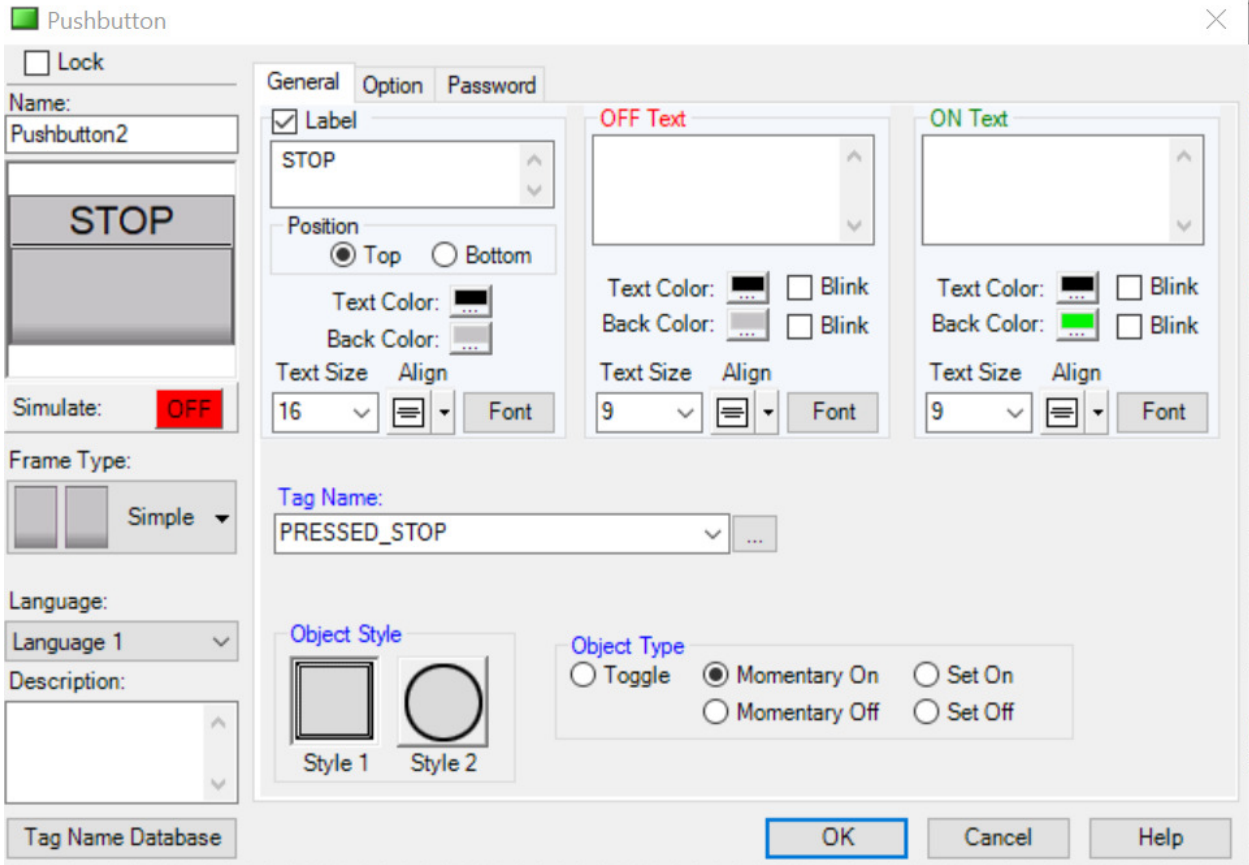 Pushbutton
Lock
Name:
Pushbutton2
STOP
Simulate: OFF
Frame Type:
Simple
Language:
Language 1
Description:
Tag Name Database
General Option Password
Label
STOP
Position
Top Bottom
Text Color: ...
Back Color: ...
Text Size Align
16 Font
OFF Text
Text Color: ... Blink
Back Color: ... Blink
Text Size Align
9 Font
ON Text
Text Color: ... Blink
Back Color: ... Blink
Text Size Align
9 Font
Tag Name:
PRESSED_STOP ...
Object Style
Style 1 Style 2
Object Type
Toggle Momentary On Set On
Momentary Off Set Off
OK Cancel Help